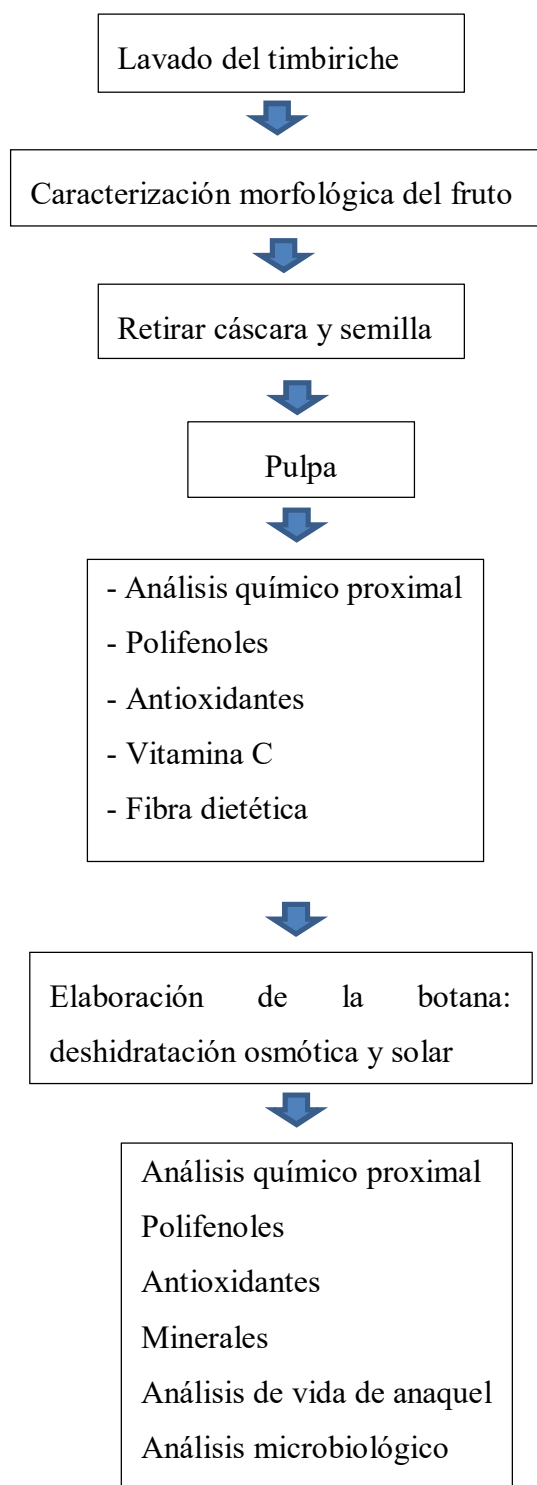 Lavado del timbiriche
Caracterización morfológica del fruto
Retirar cáscara y semilla
Pulpa
- Análisis químico proximal
- Polifenoles
- Antioxidantes
- Vitamina C
- Fibra dietética
Elaboración de la botana:
deshidratación osmótica y solar
Análisis químico proximal
Polifenoles
Antioxidantes
Minerales
Análisis de vida de anaquel
Análisis microbiológico